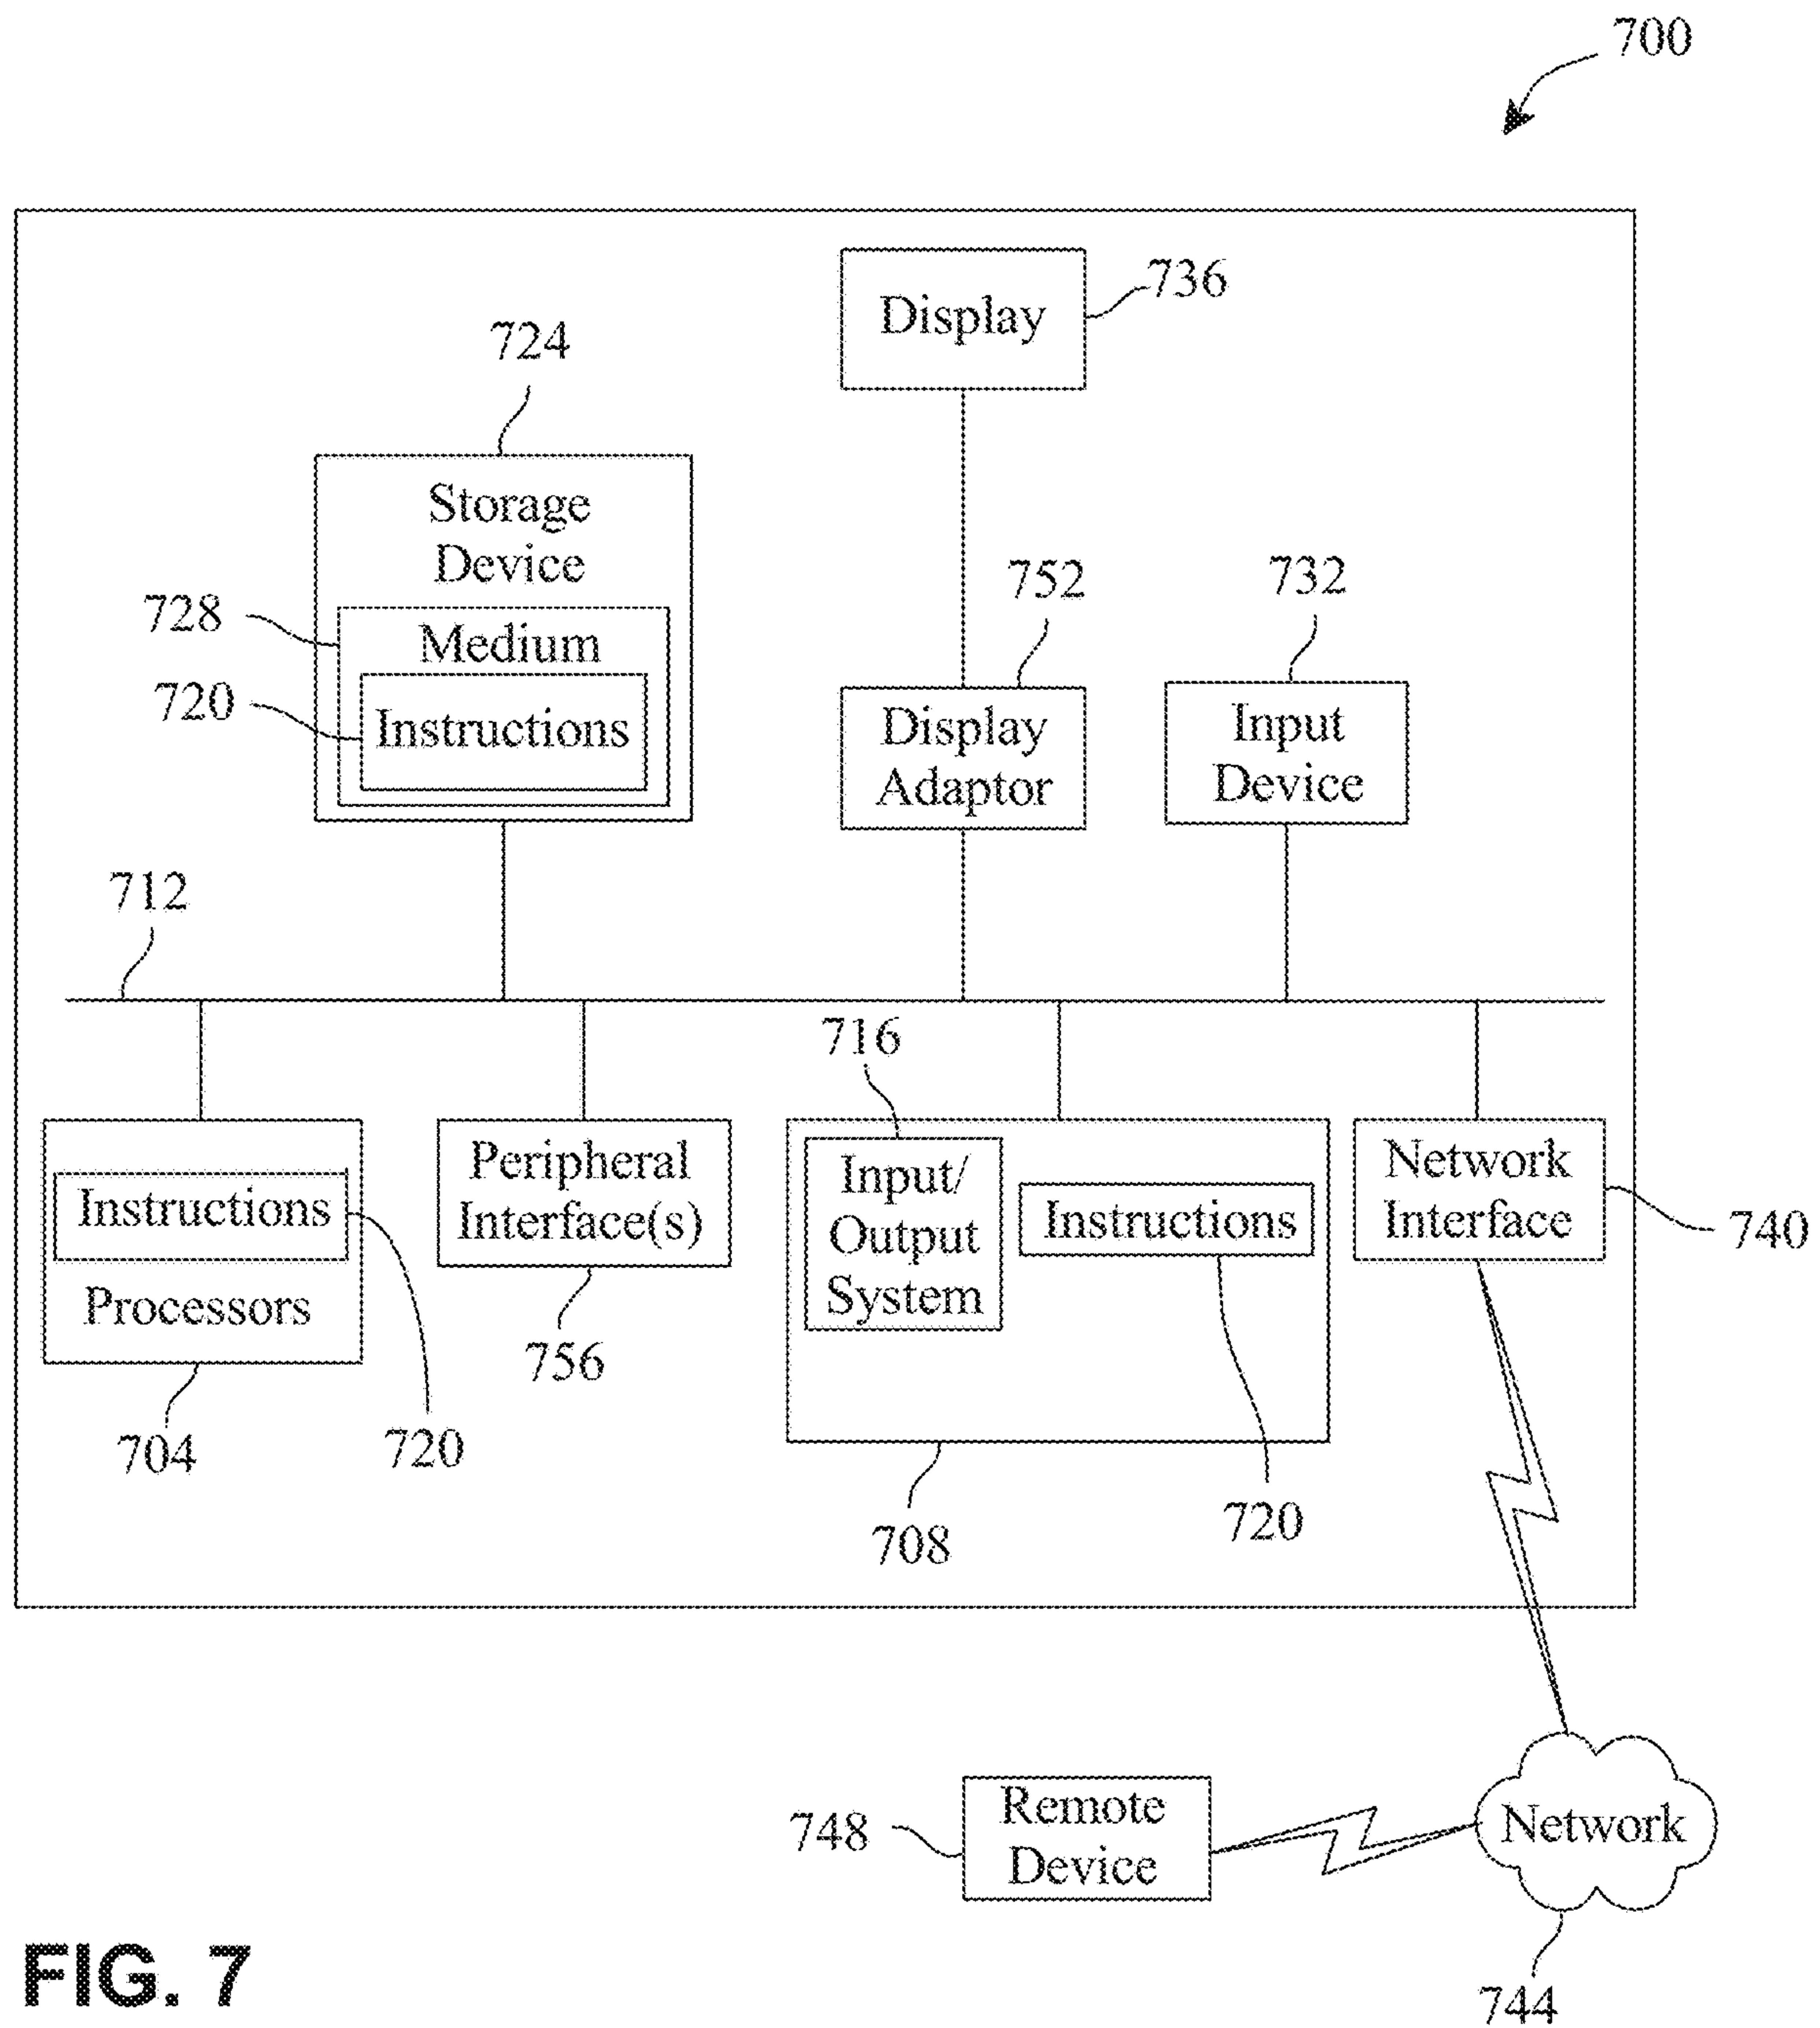 700
Display
736
724
Storage
Device
728
Medium
720
Instructions
752
Display
Adaptor
732
Input
Device
712
716
Instructions
Processors
704
720
Peripheral
Interface(s)
756
Input/
Output
System
Instructions
708
720
Network
Interface
740
748
Remote
Device
Network
744
FIG. 7